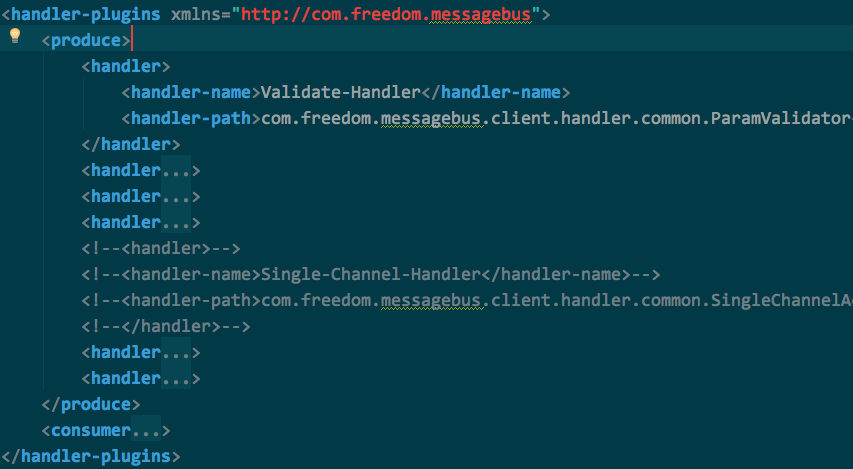 <handler-plugins xmlns="http://com.freedom.messagebus">
<produce>
<handler>
<handler-name>Validate-Handler</handler-name>
<handler-path>com.freedom.messagebus.client.handler.common.ParamValidator
</handler>
<handler...>
<handler...>
<handler...>
<!--<handler>-->
<!--<handler-name>Single-Channel-Handler</handler-name>-->
<!--<handler-path>com.freedom.messagebus.client.handler.common.SingleChannelA
<!--</handler>-->
<handler...>
<handler...>
</produce>
<consumer...>
</handler-plugins>